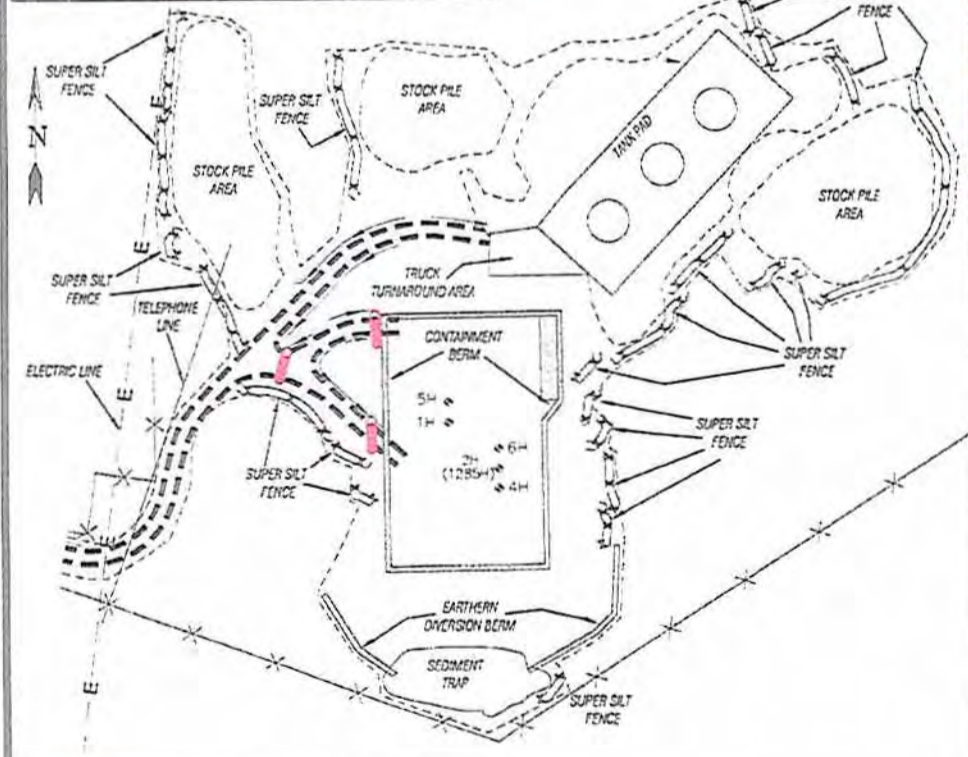 FENCE
SUPER SILT
FENCE
N
E
SUPER SILT
FENCE
STOCK PILE
AREA
TANK PAD
STOCK PILE
AREA
STOCK PILE
AREA
E
SUPER SILT
FENCE
TELEPHONE
LINE
TRUCK
TURNAROUND AREA
CONTAINMENT
BERM
SUPER SILT
FENCE
ELECTRIC LINE
E
5H
1H
6H
2H
(1285H)
4H
SUPER SILT
FENCE
SUPER SILT
FENCE
E
EARTHERN
DIVERSION BERM
SEDIMENT
TRAP
SUPER SILT
FENCE
E